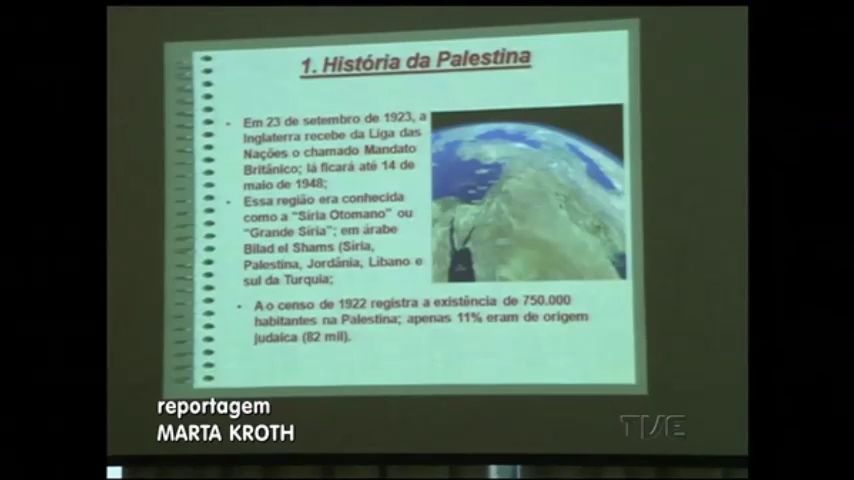 1. História da Palestina
- Em 23 de setembro de 1923, a
Inglaterra recebe da Liga das
Nações o chamado Mandato
Britânico; lá ficará até 14 de
maio de 1948;
• Essa região era conhecida
como a “Síria Otomano” ou
“Grande Síria”; em árabe
Bilad el Shams (Síria,
Palestina, Jordânia, Líbano e
sul da Turquia;
• Ao censo de 1922 registra a existência de 750.000
habitantes na Palestina; apenas 11% eram de origem
judaica (82 mil).
reportagem
MARTA KROTH
TVE